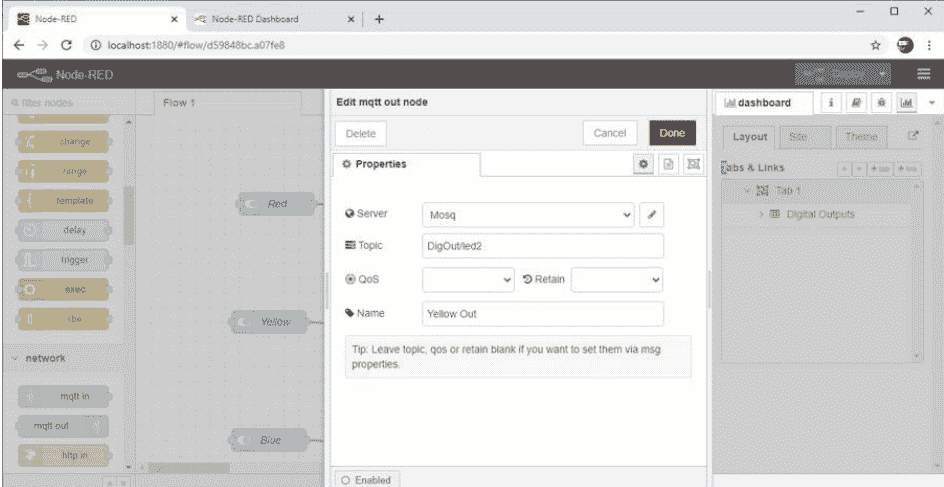 Node-RED
Node-RED Dashboard
localhost:1880/#flow/d59848bc.a07fe8
Node-RED
filter nodes
Flow 1
Edit mqtt out node
dashboard
Delete
Cancel
Done
change
Layout
Site
Theme
Properties
range
Tabs & Links
template
Tab 1
Red
Server
Mosq
Digital Outputs
delay
Topic
DigOut/led2
trigger
QoS
Retain
exec
Name
Yellow Out
rbe
Yellow
Tip: Leave topic, qos or retain blank if you want to set them via msg
properties.
network
mqtt in
mqtt out
Blue
http in
Enabled